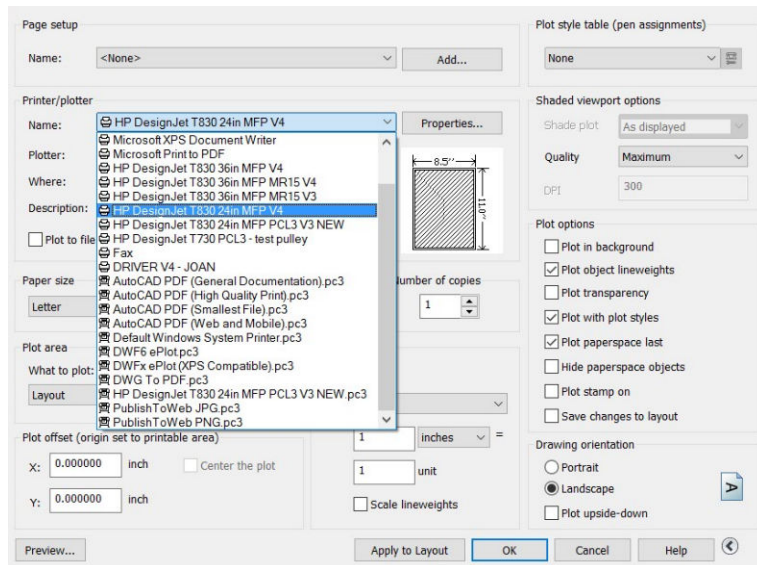 Page setup
Name: <None> Add...
Printer/plotter
Name: HP DesignJet T830 24in MFP V4 Properties...
Plotter:
Where:
Description:
Plot to file
Microsoft XPS Document Writer
Microsoft Print to PDF
HP DesignJet T830 36in MFP V4
HP DesignJet T830 36in MFP MR15 V4
HP DesignJet T830 36in MFP MR15 V3
HP DesignJet T830 24in MFP V4
HP DesignJet T830 24in MFP PCL3 V3 NEW
HP DesignJet T730 PCL3 - test pulley
Fax
DRIVER V4 - JOAN
AutoCAD PDF (General Documentation).pc3
AutoCAD PDF (High Quality Print).pc3
AutoCAD PDF (Smallest File).pc3
AutoCAD PDF (Web and Mobile).pc3
Default Windows System Printer.pc3
DWF6 ePlot.pc3
DWFx ePlot (XPS Compatible).pc3
DWG To PDF.pc3
HP DesignJet T830 24in MFP PCL3 V3 NEW.pc3
PublishToWeb JPG.pc3
PublishToWeb PNG.pc3
8.5"
11.0"
Paper size
Letter
Number of copies
1
Plot area
What to plot:
Layout
Plot offset (origin set to printable area)
X: 0.000000 inch Center the plot
Y: 0.000000 inch
1 inches =
1 unit
Scale lineweights
Plot style table (pen assignments)
None
Shaded viewport options
Shade plot As displayed
Quality Maximum
DPI 300
Plot options
Plot in background
Plot object lineweights
Plot transparency
Plot with plot styles
Plot paperspace last
Hide paperspace objects
Plot stamp on
Save changes to layout
Drawing orientation
Portrait
Landscape
Plot upside-down
A
Preview... Apply to Layout OK Cancel Help